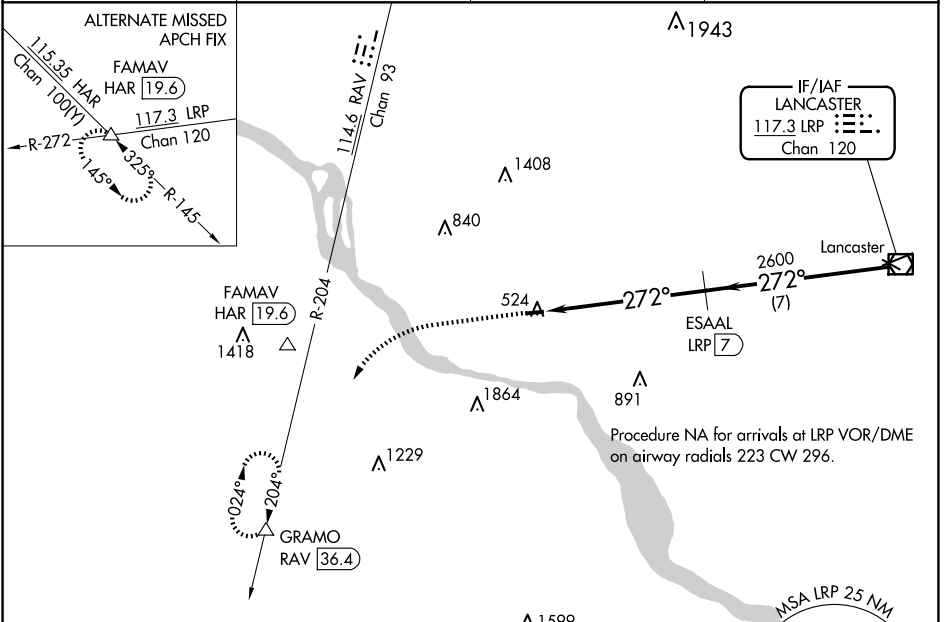 ALTERNATE MISSED
APCH FIX
115.35 HAR
Chan 100(Y)
FAMAV
HAR 19.6
117.3 LRP
Chan 120
R-272
325°
145°
R-145
114.6 RAV
Chan 93
1943
IF/IAF
LANCASTER
117.3 LRP
Chan 120
1408
840
Lancaster
2600
272°
(7)
272°
524
ESAAL
LRP 7
R-204
FAMAV
HAR 19.6
1418
1864
891
Procedure NA for arrivals at LRP VOR/DME
on airway radials 223 CW 296.
1229
024°
204°
GRAMO
RAV 36.4
MSA LRP 25 NM
1599